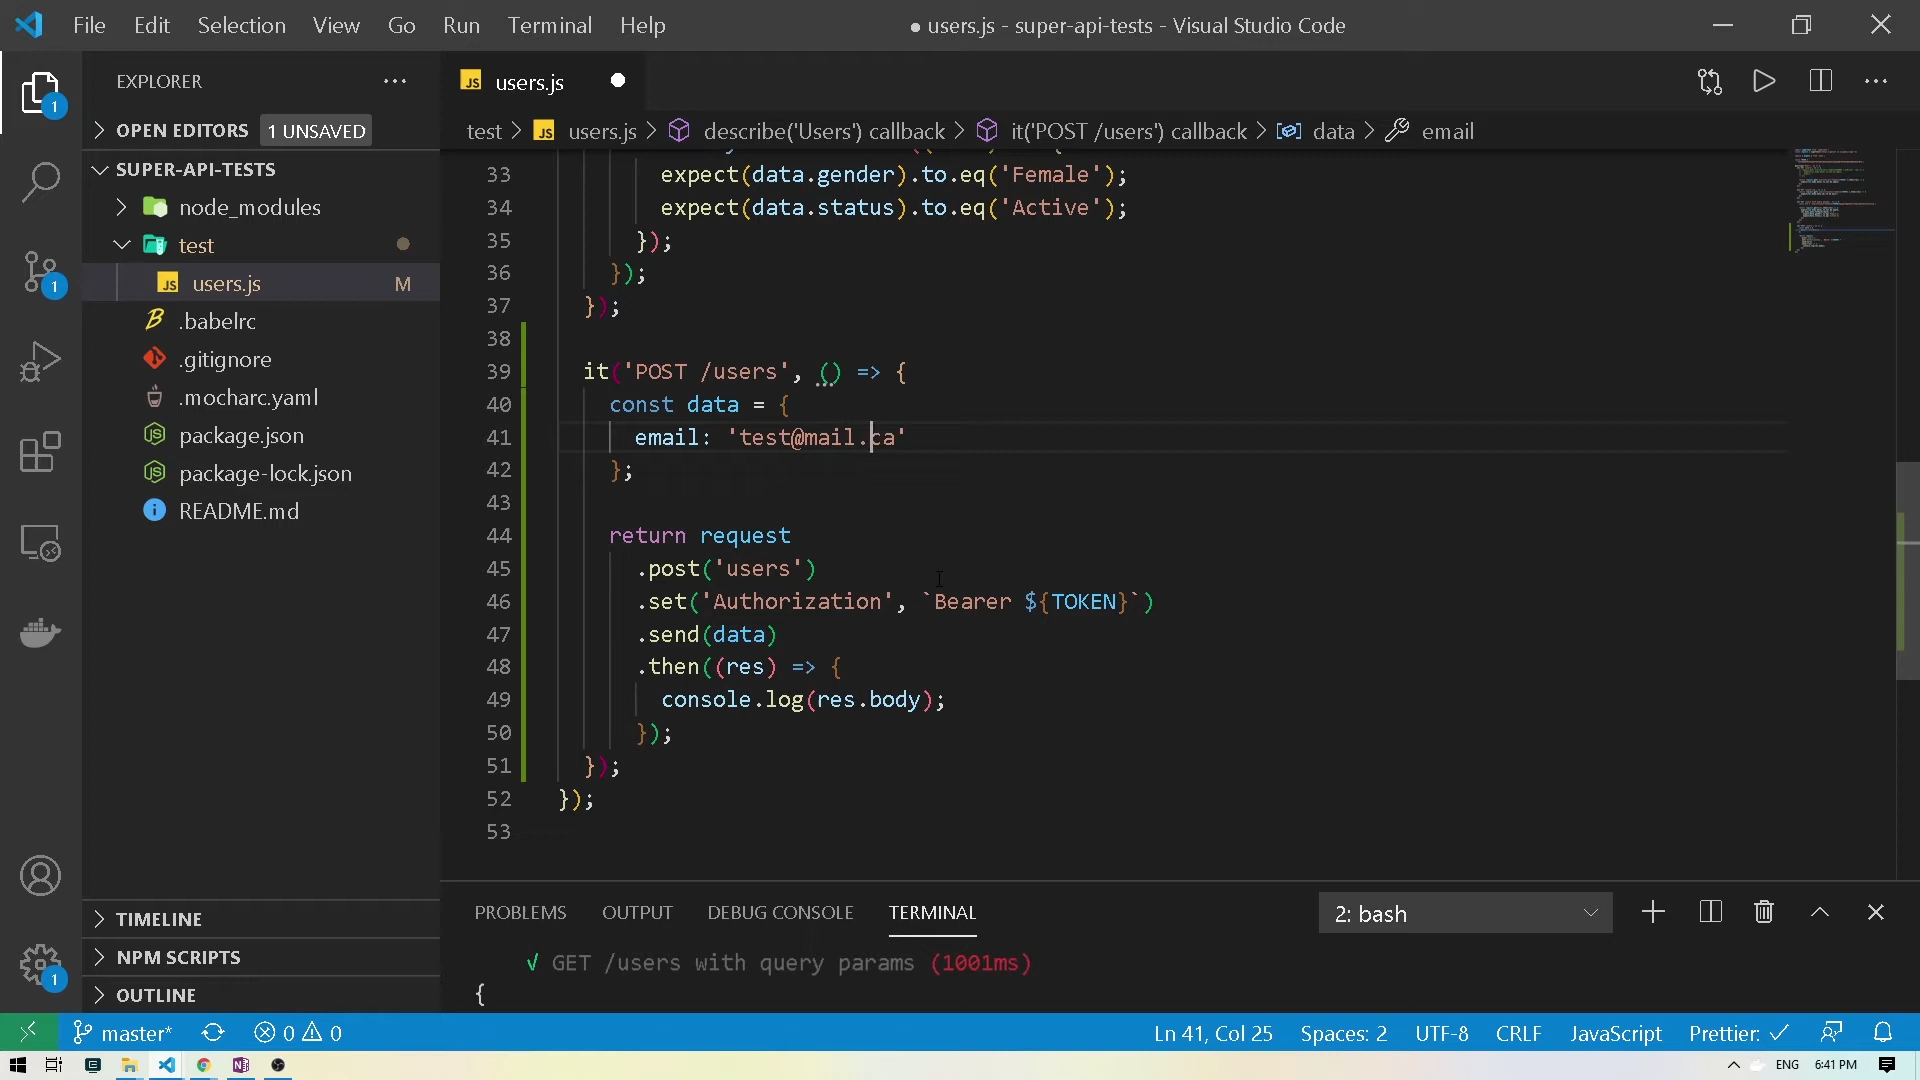 File Edit Selection View Go Run Terminal Help
● users.js - super-api-tests - Visual Studio Code
EXPLORER
OPEN EDITORS 1 UNSAVED
SUPER-API-TESTS
node_modules
test
users.js M
.babelrc
.gitignore
.mocharc.yaml
package.json
package-lock.json
README.md
TIMELINE
NPM SCRIPTS
OUTLINE
1
1
1
JS users.js
test > JS users.js > describe('Users') callback > it('POST /users') callback > data > email
33 expect(data.gender).to.eq('Female');
34 expect(data.status).to.eq('Active');
35 });
36 });
37 });
38
39 it('POST /users', () => {
40 const data = {
41 email: 'test@mail.ca'
42 };
43
44 return request
45 .post('users')
46 .set('Authorization', `Bearer ${TOKEN}`)
47 .send(data)
48 .then((res) => {
49 console.log(res.body);
50 });
51 });
52 });
53
PROBLEMS OUTPUT DEBUG CONSOLE TERMINAL
2: bash
√ GET /users with query params (1001ms)
{
master* 0 0 Ln 41, Col 25 Spaces: 2 UTF-8 CRLF JavaScript Prettier: ✓
ENG 6:41 PM